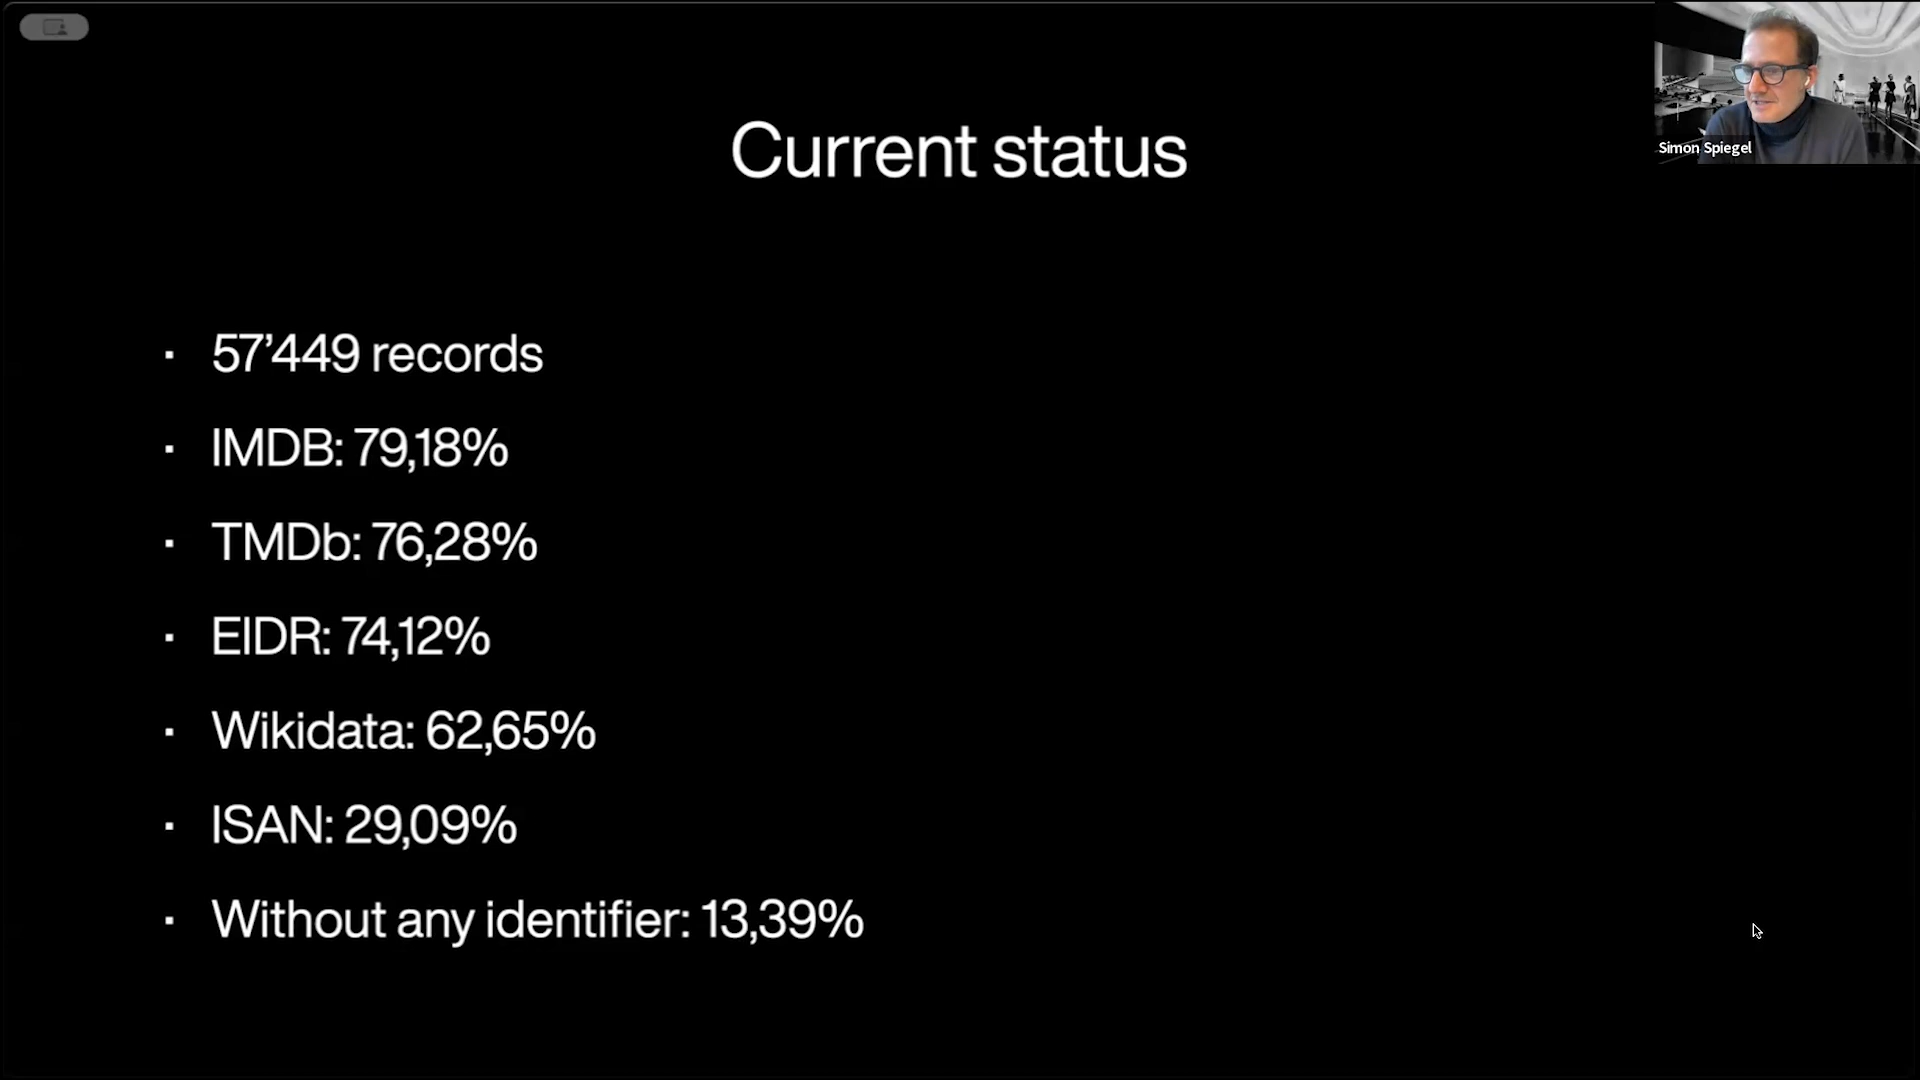 Simon Spiegel
Current status
57’449 records
IMDB: 79,18%
TMDb: 76,28%
EIDR: 74,12%
Wikidata: 62,65%
ISAN: 29,09%
Without any identifier: 13,39%